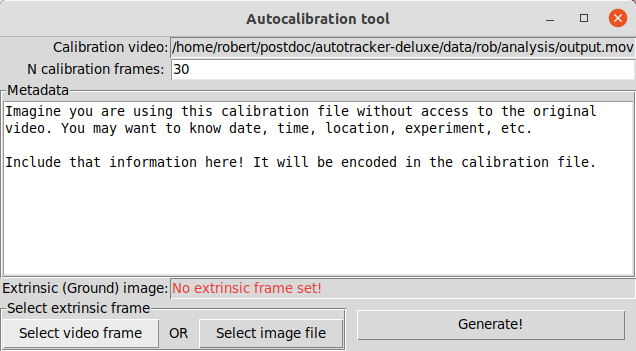 Autocalibration tool
Calibration video: /home/robert/postdoc/autotracker-deluxe/data/rob/analysis/output.mov
N calibration frames: 30
Metadata
Imagine you are using this calibration file without access to the original
video. You may want to know date, time, location, experiment, etc.
Include that information here! It will be encoded in the calibration file.
Extrinsic (Ground) image: No extrinsic frame set!
Select extrinsic frame
Select video frame OR Select image file Generate!